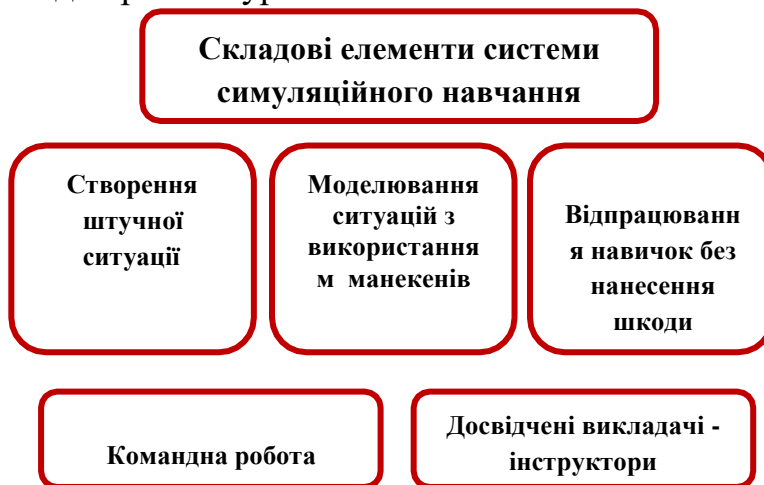 Складові елементи системи
симуляційного навчання
Створення
штучної
ситуації
Моделювання
ситуацій з
використання
м манекенів
Відпрацюванн
я навичок без
нанесення
шкоди
Командна робота
Досвідчені викладачі -
інструктори